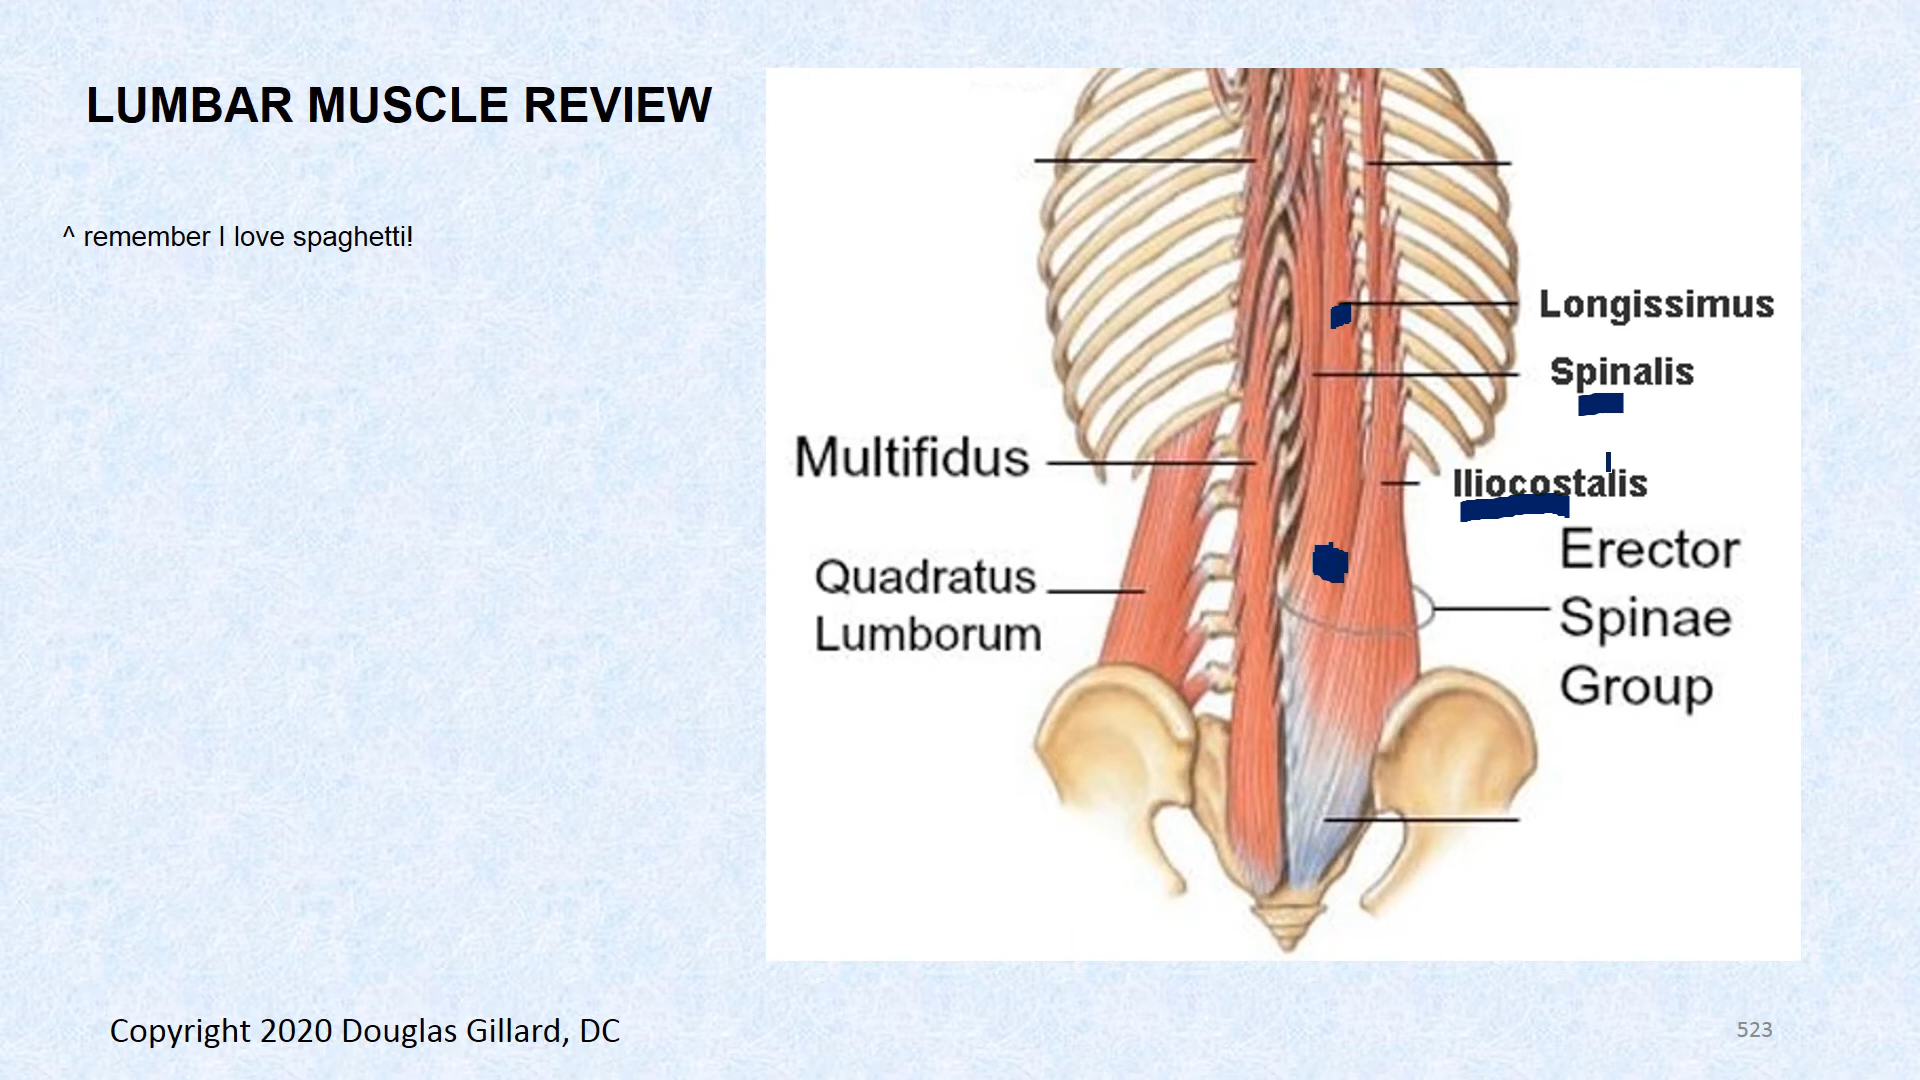 LUMBAR MUSCLE REVIEW
^ remember I love spaghetti!
Longissimus
Spinalis
Multifidus
Iliocostalis
Erector
Spinae
Group
Quadratus
Lumborum
Copyright 2020 Douglas Gillard, DC
523